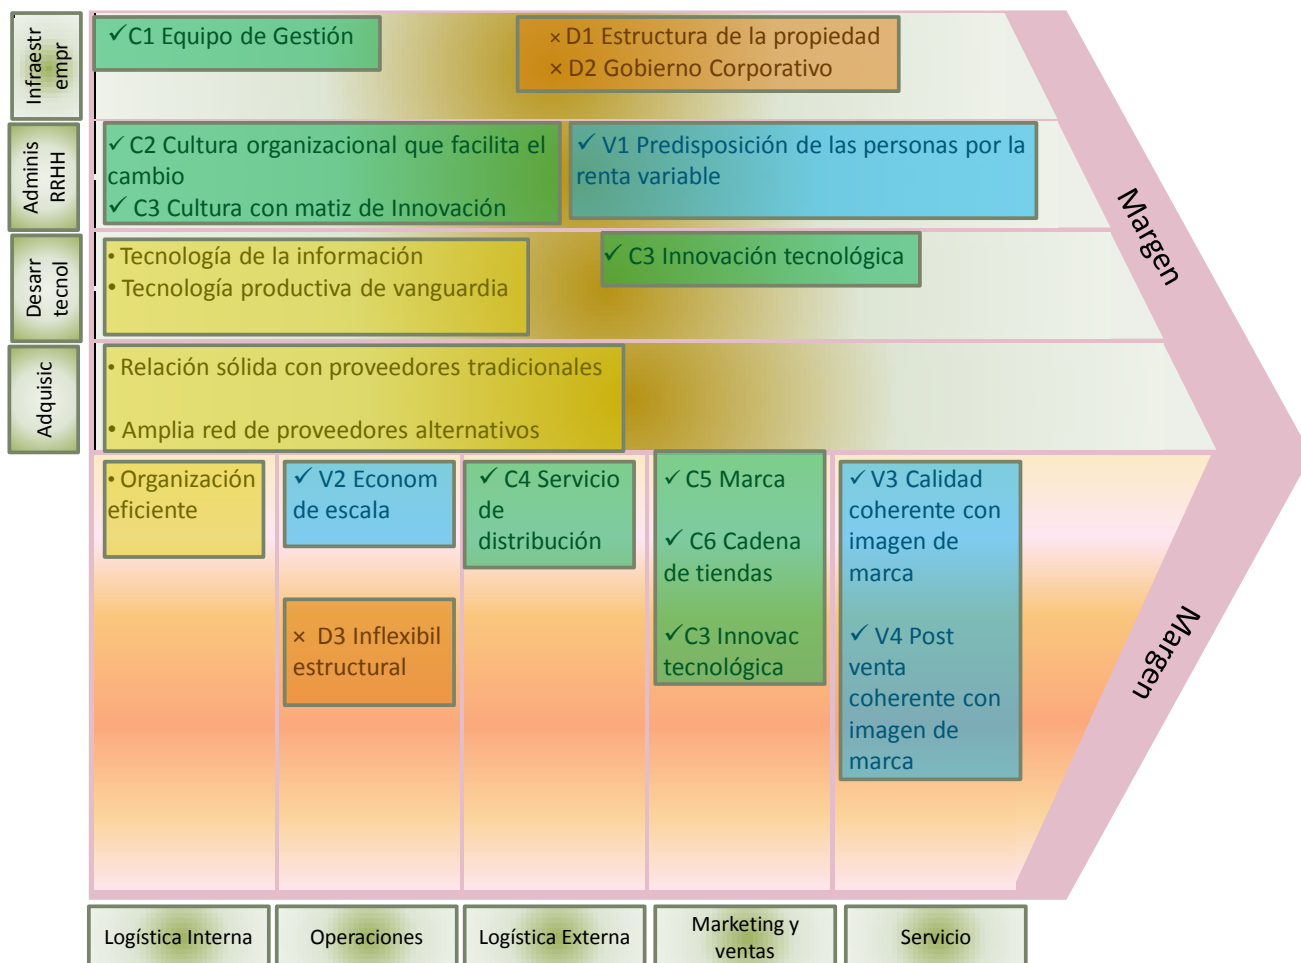 Infraestr
empr
✓C1 Equipo de Gestión
× D1 Estructura de la propiedad
× D2 Gobierno Corporativo
Adminis
RRHH
✓ C2 Cultura organizacional que facilita el
cambio
✓ C3 Cultura con matiz de Innovación
✓ V1 Predisposición de las personas por la
renta variable
Desarr
tecnol
• Tecnología de la información
• Tecnología productiva de vanguardia
✓ C3 Innovación tecnológica
Adquisic
• Relación sólida con proveedores tradicionales
• Amplia red de proveedores alternativos
Margen
• Organización
eficiente
✓ V2 Econom
de escala
× D3 Inflexibil
estructural
✓ C4 Servicio
de
distribución
✓ C5 Marca
✓ C6 Cadena
de tiendas
✓C3 Innovac
tecnológica
✓ V3 Calidad
coherente con
imagen de
marca
✓ V4 Post
venta
coherente con
imagen de
marca
Margen
Logística Interna
Operaciones
Logística Externa
Marketing y
ventas
Servicio